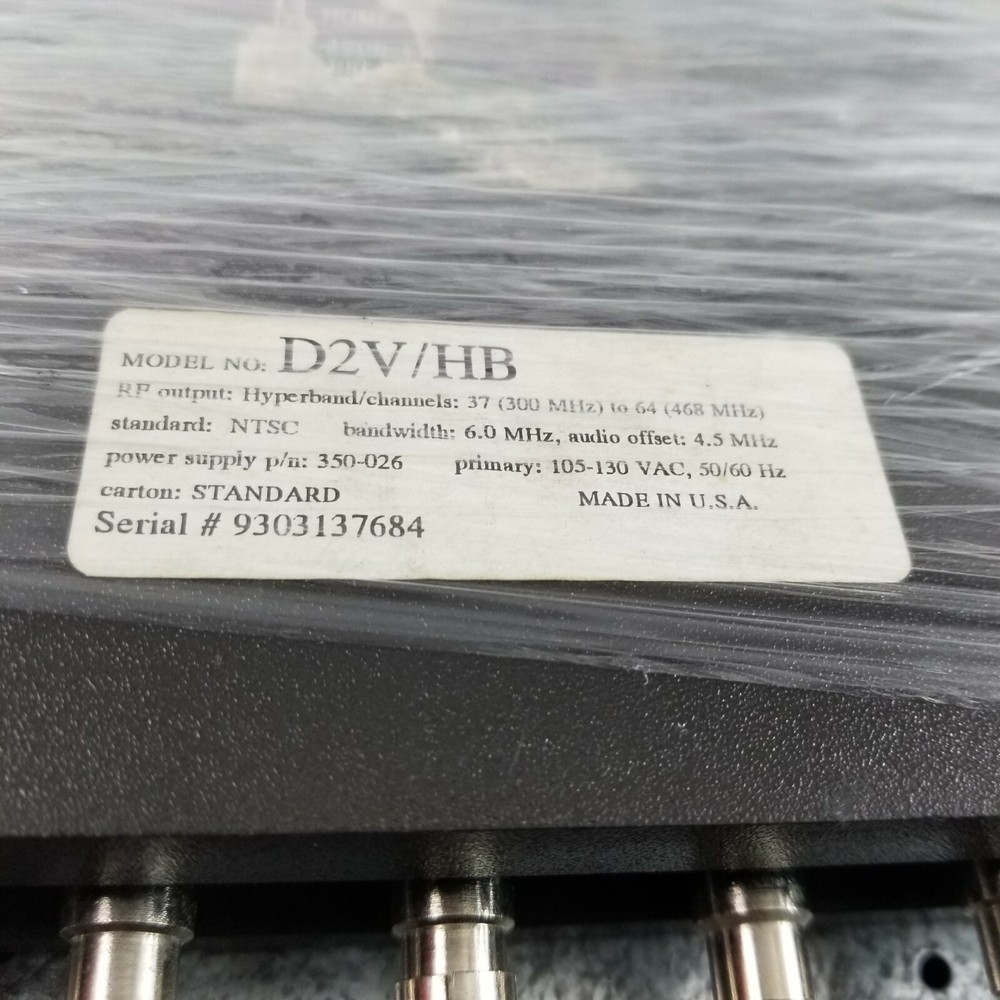 MODEL NO: D2V/HB
RF output: Hyperband/channels: 37 (300 MHz) to 64 (468 MHz)
standard: NTSC bandwidth: 6.0 MHz, audio offset: 4.5 MHz
power supply p/n: 350-026 primary: 105-130 VAC, 50/60 Hz
carton: STANDARD MADE IN U.S.A.
Serial # 9303137684